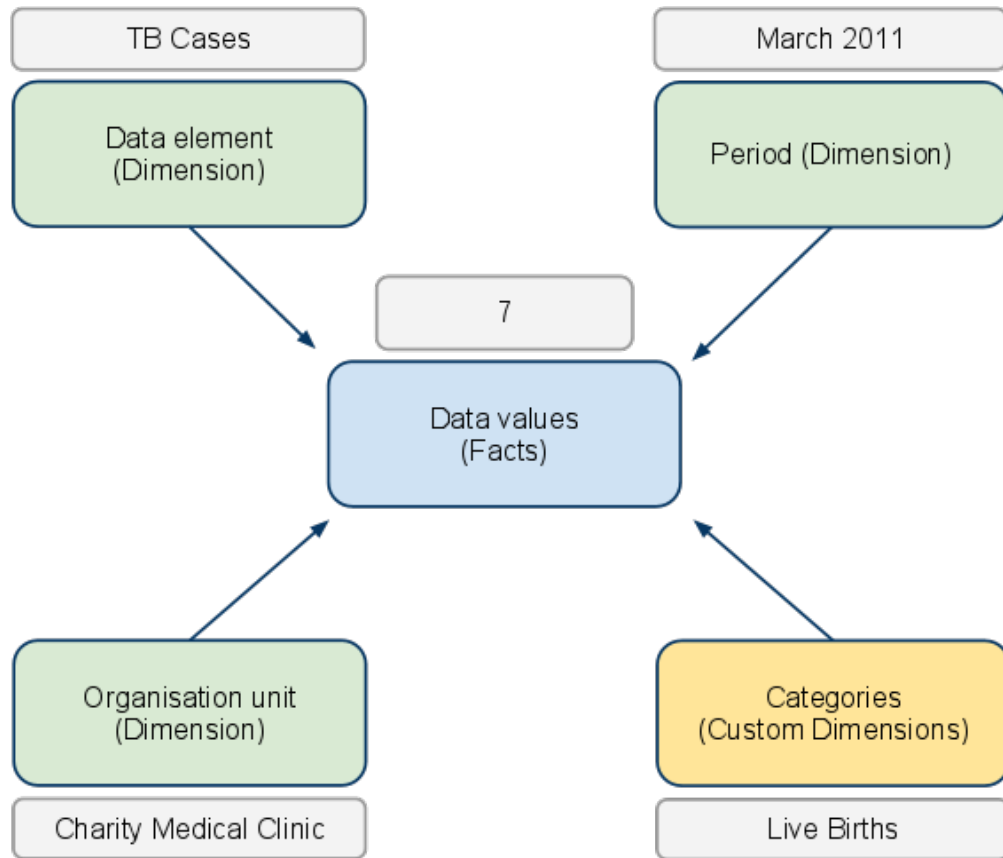 TB Cases
March 2011
Data element
(Dimension)
Period (Dimension)
7
Data values
(Facts)
Organisation unit
(Dimension)
Categories
(Custom Dimensions)
Charity Medical Clinic
Live Births